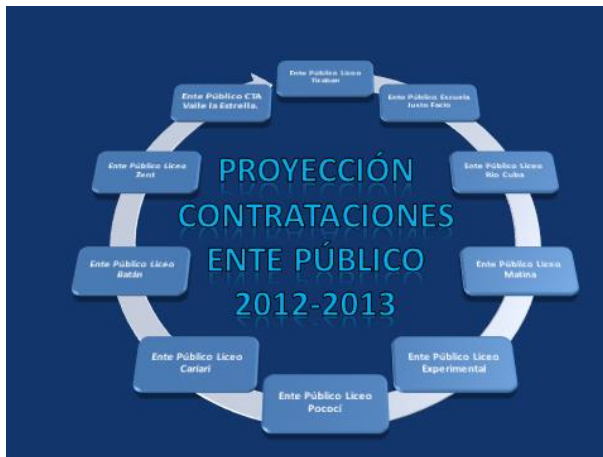 Ente Público Liceo
Tiraban
Ente Público Escuela
Justo Facio
Ente Público Liceo
Rio Cuba
Ente Público Liceo
Matina
Ente Público Liceo
Experimental
Ente Público Liceo
Pococí
Ente Público Liceo
Cariari
Ente Público Liceo
Batán
Ente Público Liceo
Zent
Ente Público CTA
Valle la Estrella.
PROYECCIÓN
CONTRATACIONES
ENTE PÚBLICO
2012-2013